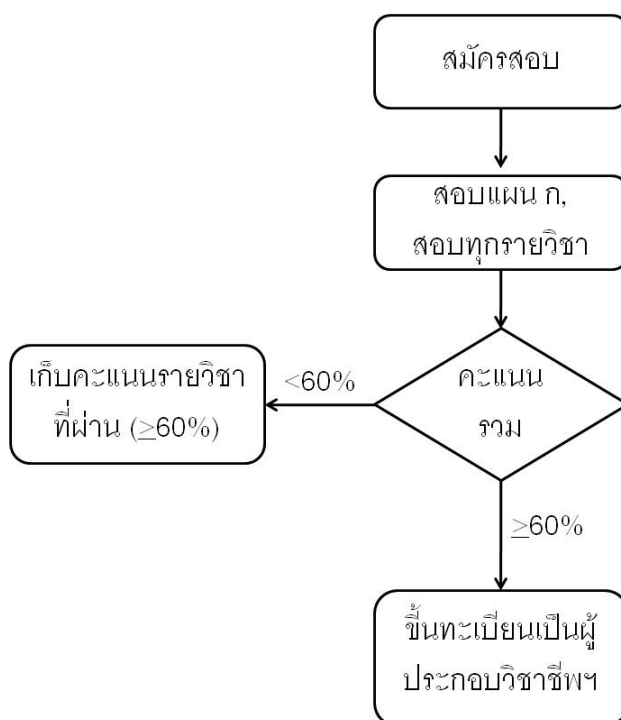 สมัครสอบ
สอบแผน ก,
สอบทุกรายวิชา
คะแนน
รวม
<60%
เก็บคะแนนรายวิชา
ที่ผ่าน (≥60%)
≥60%
ขึ้นทะเบียนเป็นผู้
ประกอบวิชาชีพฯ